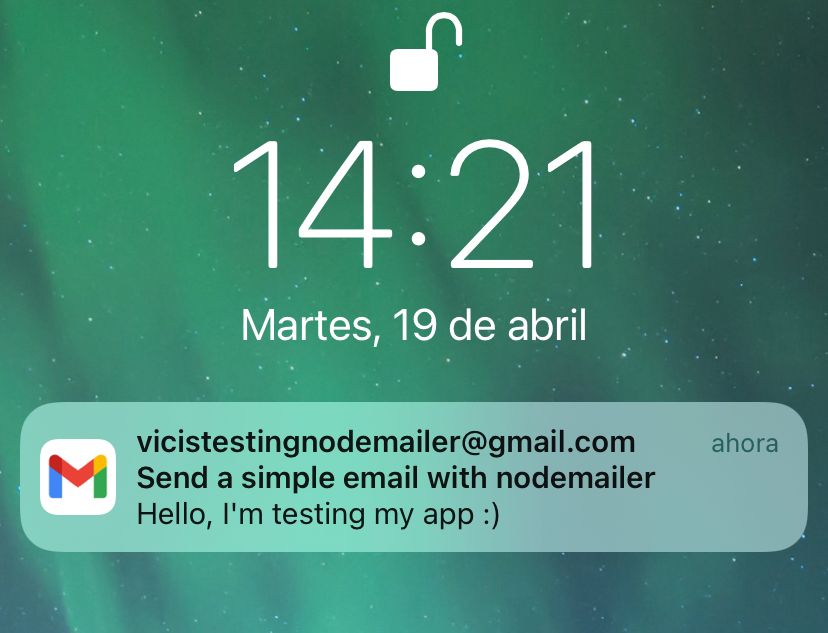 14:21
Martes, 19 de abril
vicistestingnodemailer@gmail.com ahora
Send a simple email with nodemailer
Hello, I'm testing my app :)